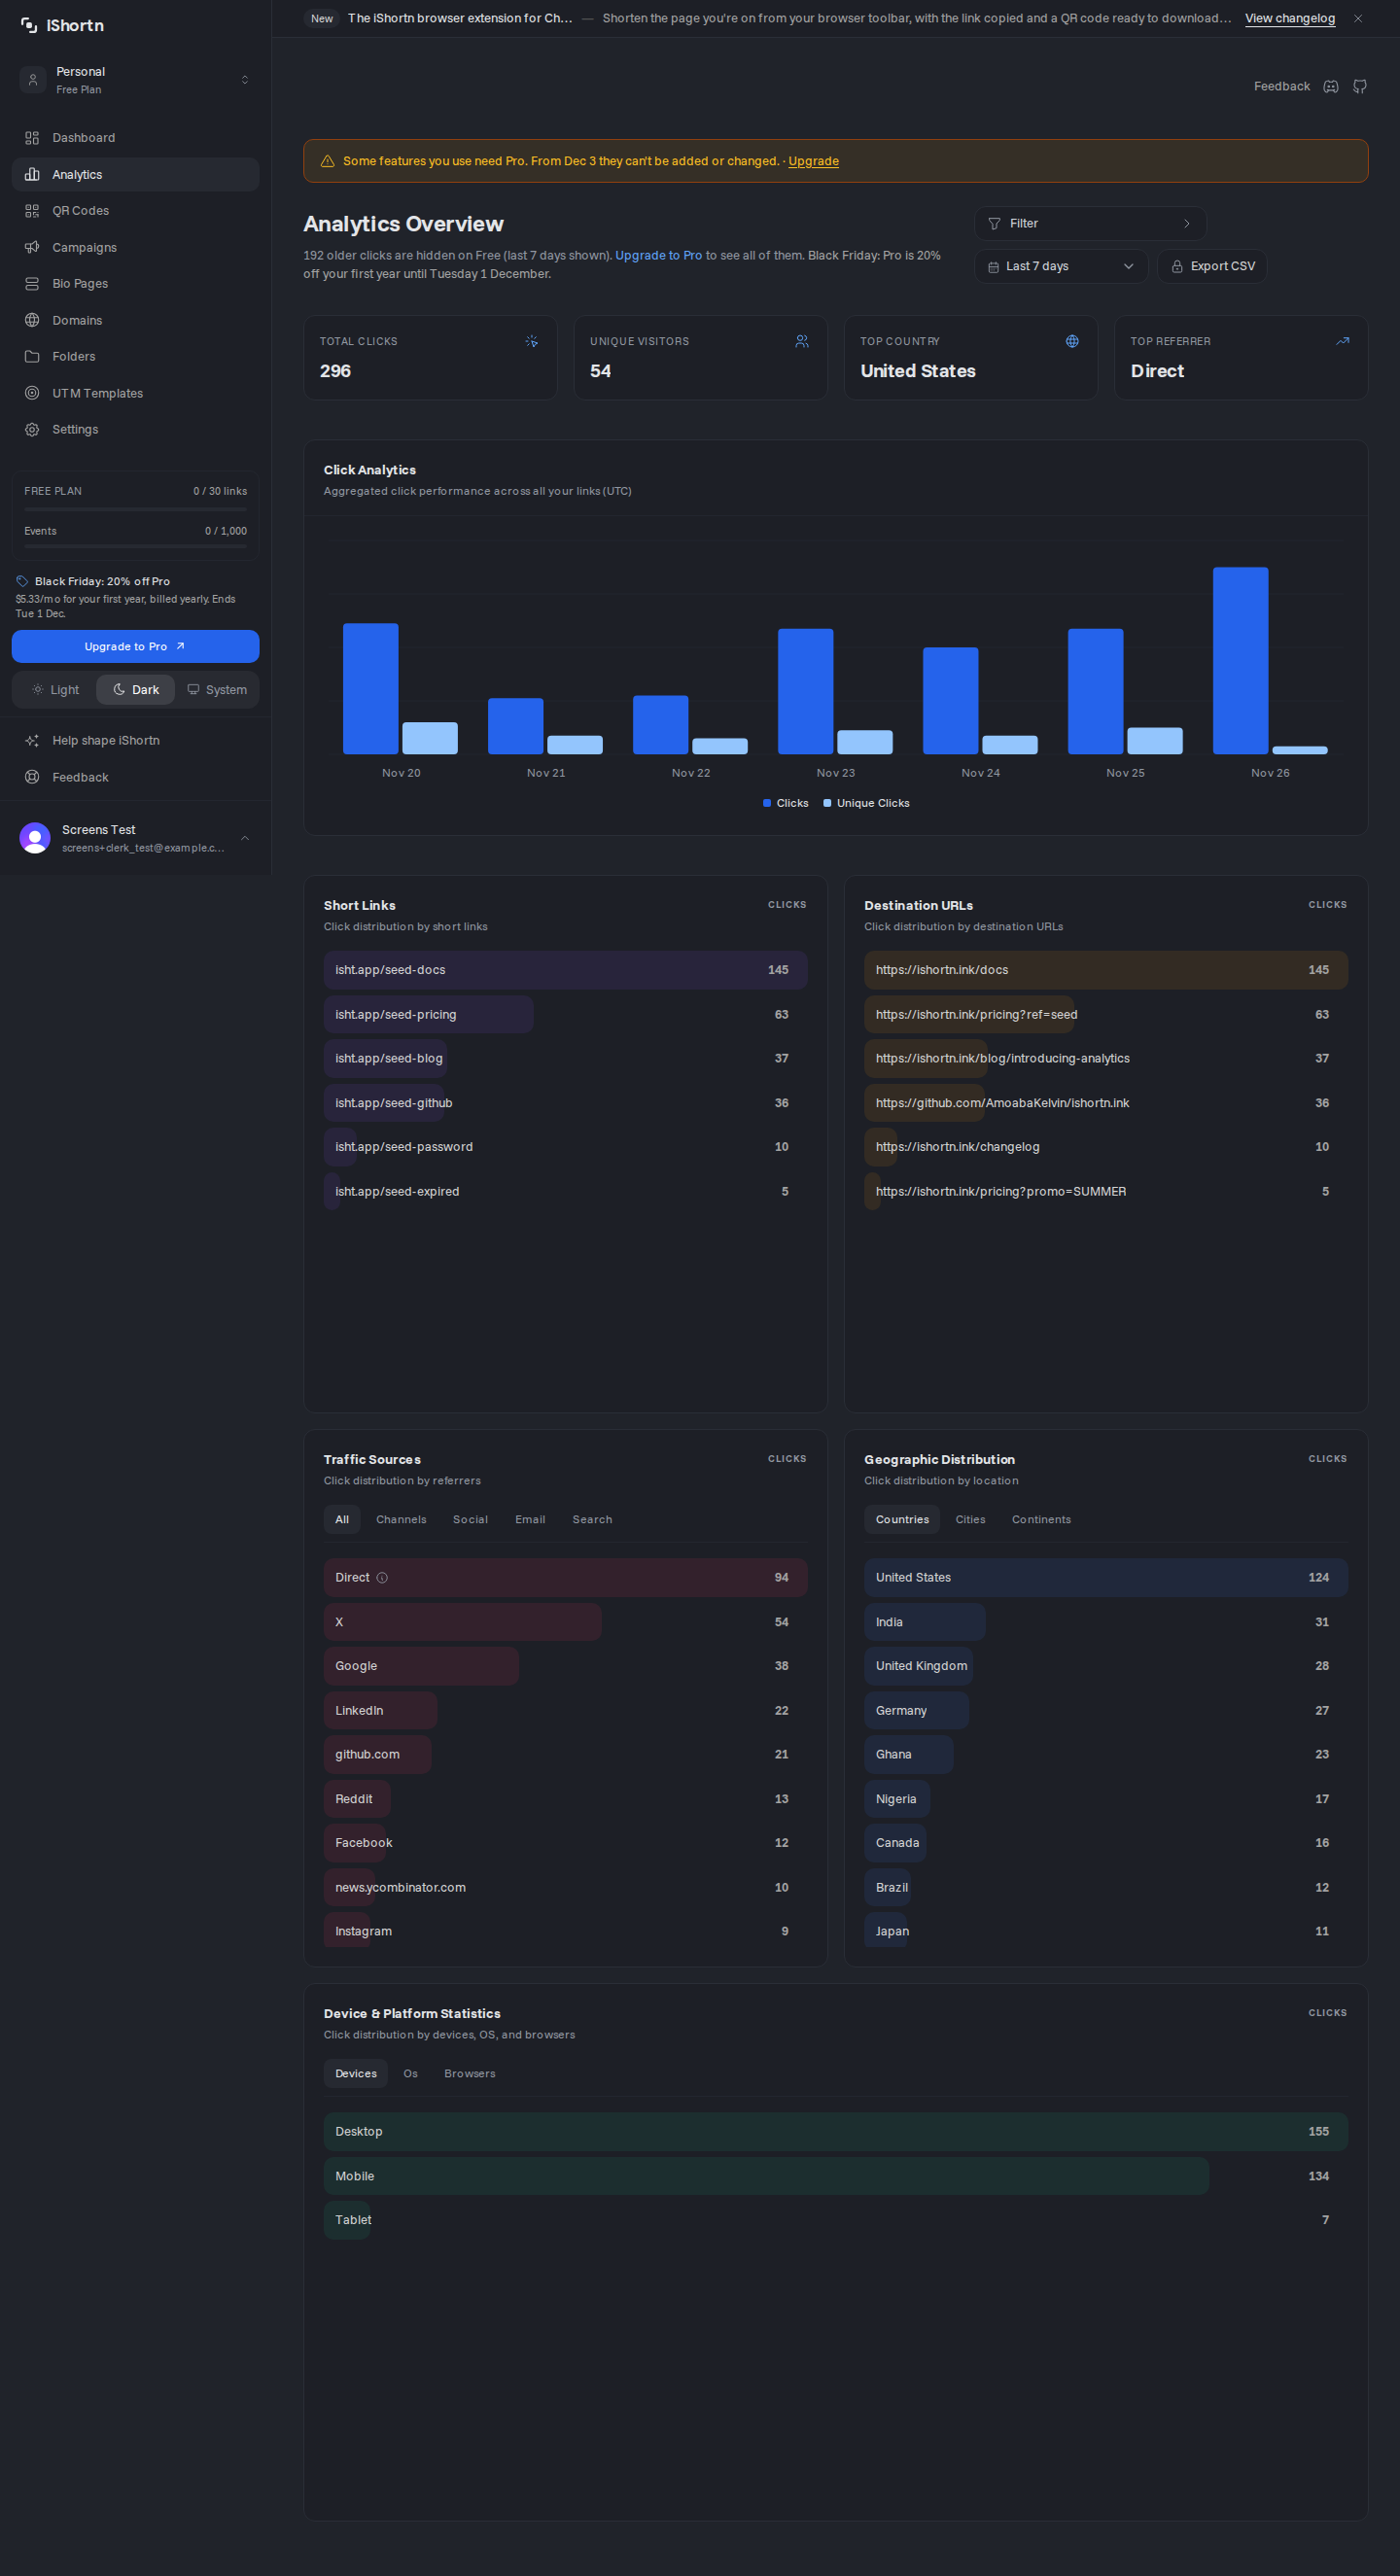 iShortn
Personal
Free Plan
Dashboard
Analytics
QR Codes
Campaigns
Bio Pages
Domains
Folders
UTM Templates
Settings
FREE PLAN 0 / 30 links
Events 0 / 1,000
Black Friday: 20% off Pro
$5.33/mo for your first year, billed yearly. Ends
Tue 1 Dec.
Upgrade to Pro
Light Dark System
Help shape iShortn
Feedback
Screens Test
screens+clerk_test@example.c...
New The iShortn browser extension for Ch... — Shorten the page you're on from your browser toolbar, with the link copied and a QR code ready to download... View changelog
Feedback
Some features you use need Pro. From Dec 3 they can't be added or changed. · Upgrade
Analytics Overview
192 older clicks are hidden on Free (last 7 days shown). Upgrade to Pro to see all of them. Black Friday: Pro is 20%
off your first year until Tuesday 1 December.
Filter
Last 7 days
Export CSV
TOTAL CLICKS
296
UNIQUE VISITORS
54
TOP COUNTRY
United States
TOP REFERRER
Direct
Click Analytics
Aggregated click performance across all your links (UTC)
Nov 20 Nov 21 Nov 22 Nov 23 Nov 24 Nov 25 Nov 26
Clicks Unique Clicks
Short Links CLICKS
Click distribution by short links
isht.app/seed-docs 145
isht.app/seed-pricing 63
isht.app/seed-blog 37
isht.app/seed-github 36
isht.app/seed-password 10
isht.app/seed-expired 5
Destination URLs CLICKS
Click distribution by destination URLs
https://ishortn.ink/docs 145
https://ishortn.ink/pricing?ref=seed 63
https://ishortn.ink/blog/introducing-analytics 37
https://github.com/AmoabaKelvin/ishortn.ink 36
https://ishortn.ink/changelog 10
https://ishortn.ink/pricing?promo=SUMMER 5
Traffic Sources CLICKS
Click distribution by referrers
All Channels Social Email Search
Direct 94
X 54
Google 38
LinkedIn 22
github.com 21
Reddit 13
Facebook 12
news.ycombinator.com 10
Instagram 9
Geographic Distribution CLICKS
Click distribution by location
Countries Cities Continents
United States 124
India 31
United Kingdom 28
Germany 27
Ghana 23
Nigeria 17
Canada 16
Brazil 12
Japan 11
Device & Platform Statistics CLICKS
Click distribution by devices, OS, and browsers
Devices Os Browsers
Desktop 155
Mobile 134
Tablet 7